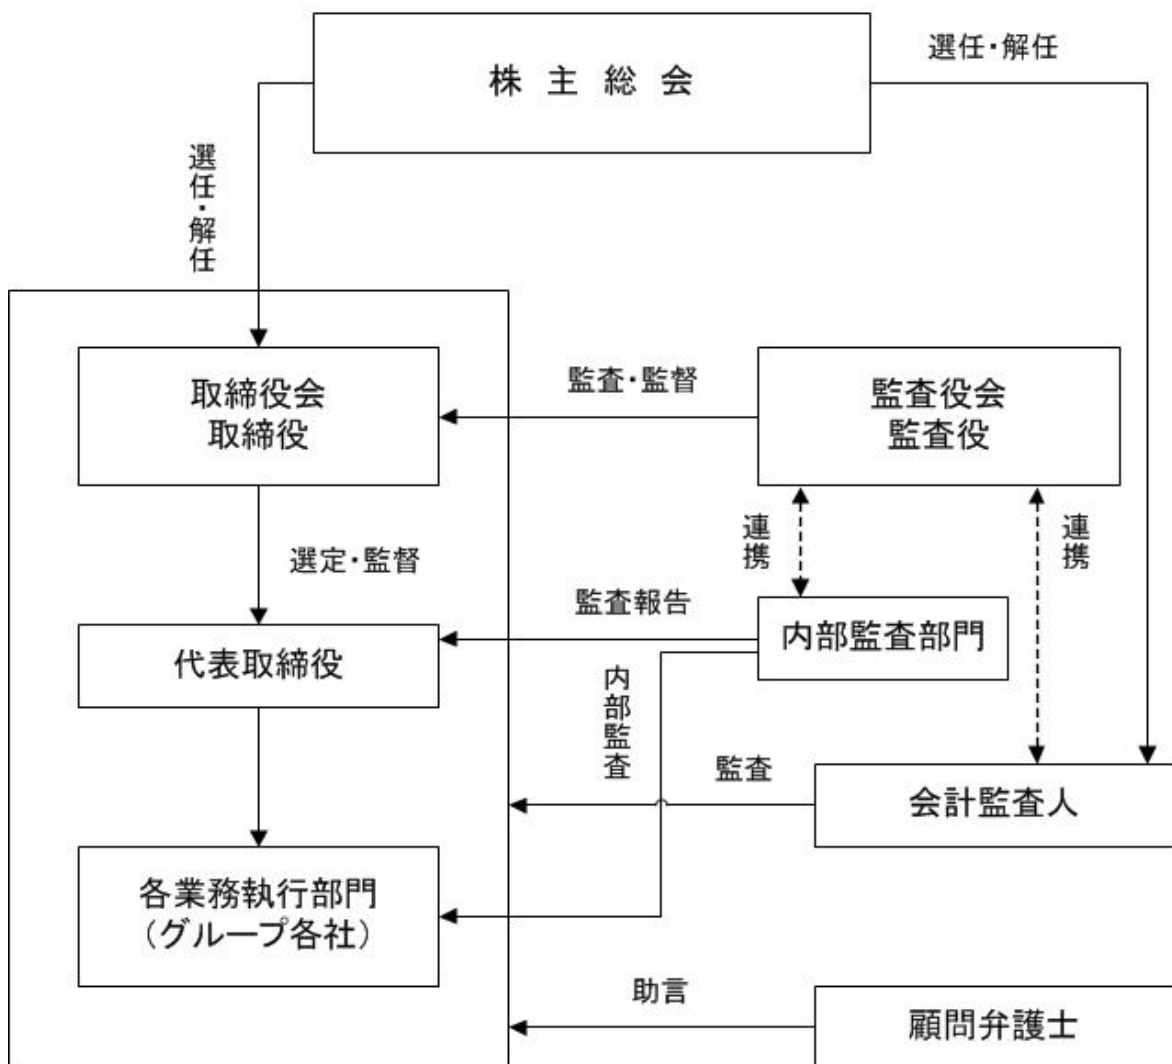 株主総会
選任・解任
選任・解任
取締役会
取締役
監査・監督
監査役会
監査役
連携
連携
選定・監督
監査報告
内部監査部門
代表取締役
内部監査
監査
会計監査人
各業務執行部門
（グループ各社）
助言
顧問弁護士